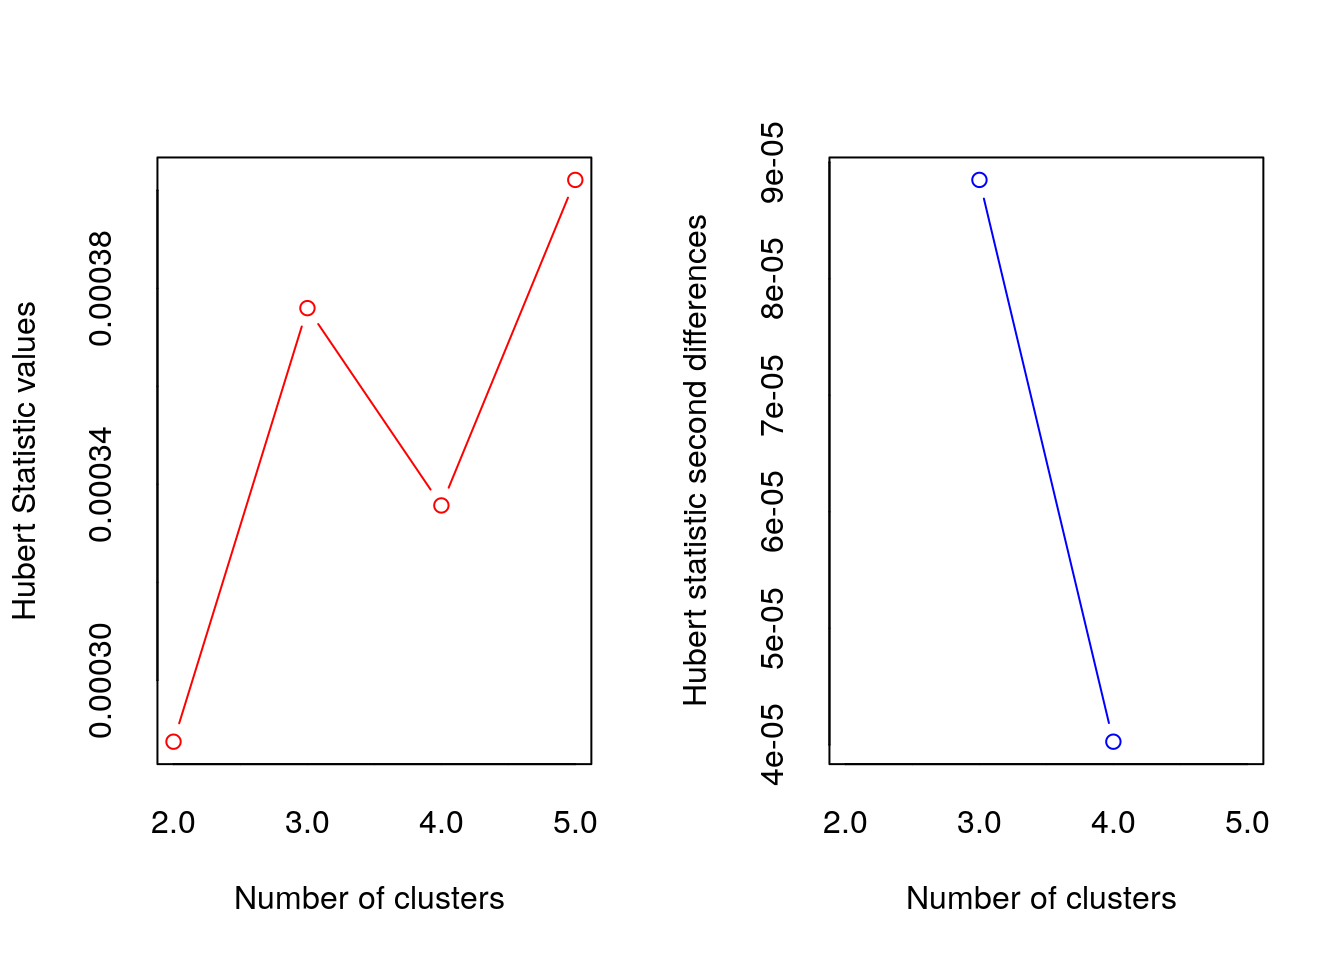 Hubert Statistic values
0.00030 0.00034 0.00038
2.0 3.0 4.0 5.0
Number of clusters
Hubert statistic second differences
4e-05 5e-05 6e-05 7e-05 8e-05 9e-05
2.0 3.0 4.0 5.0
Number of clusters